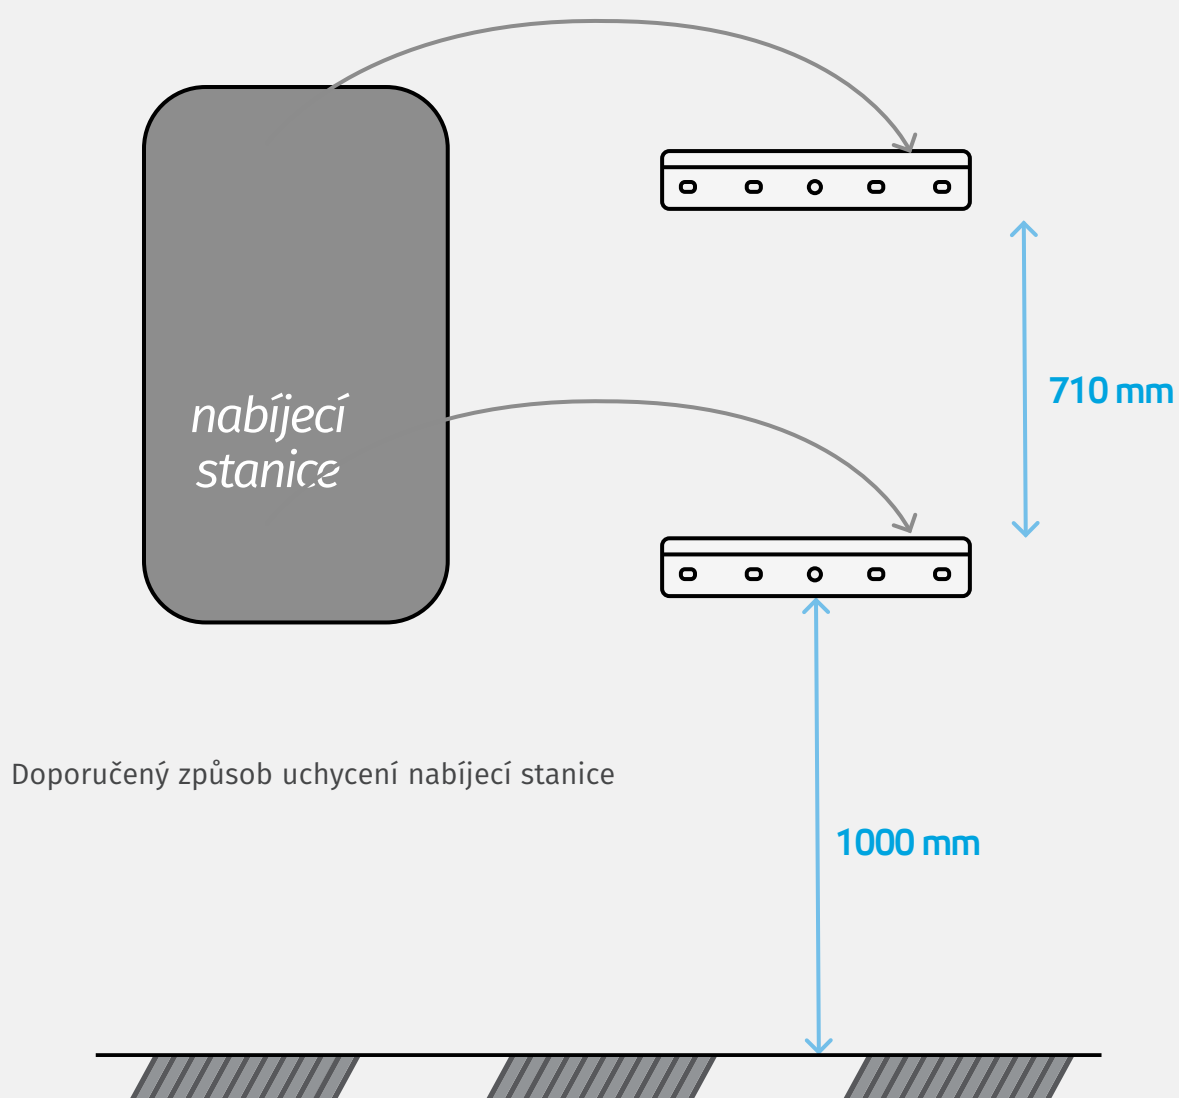 710 mm
nabíjecí
stanice
Doporučený způsob uchycení nabíjecí stanice
1000 mm